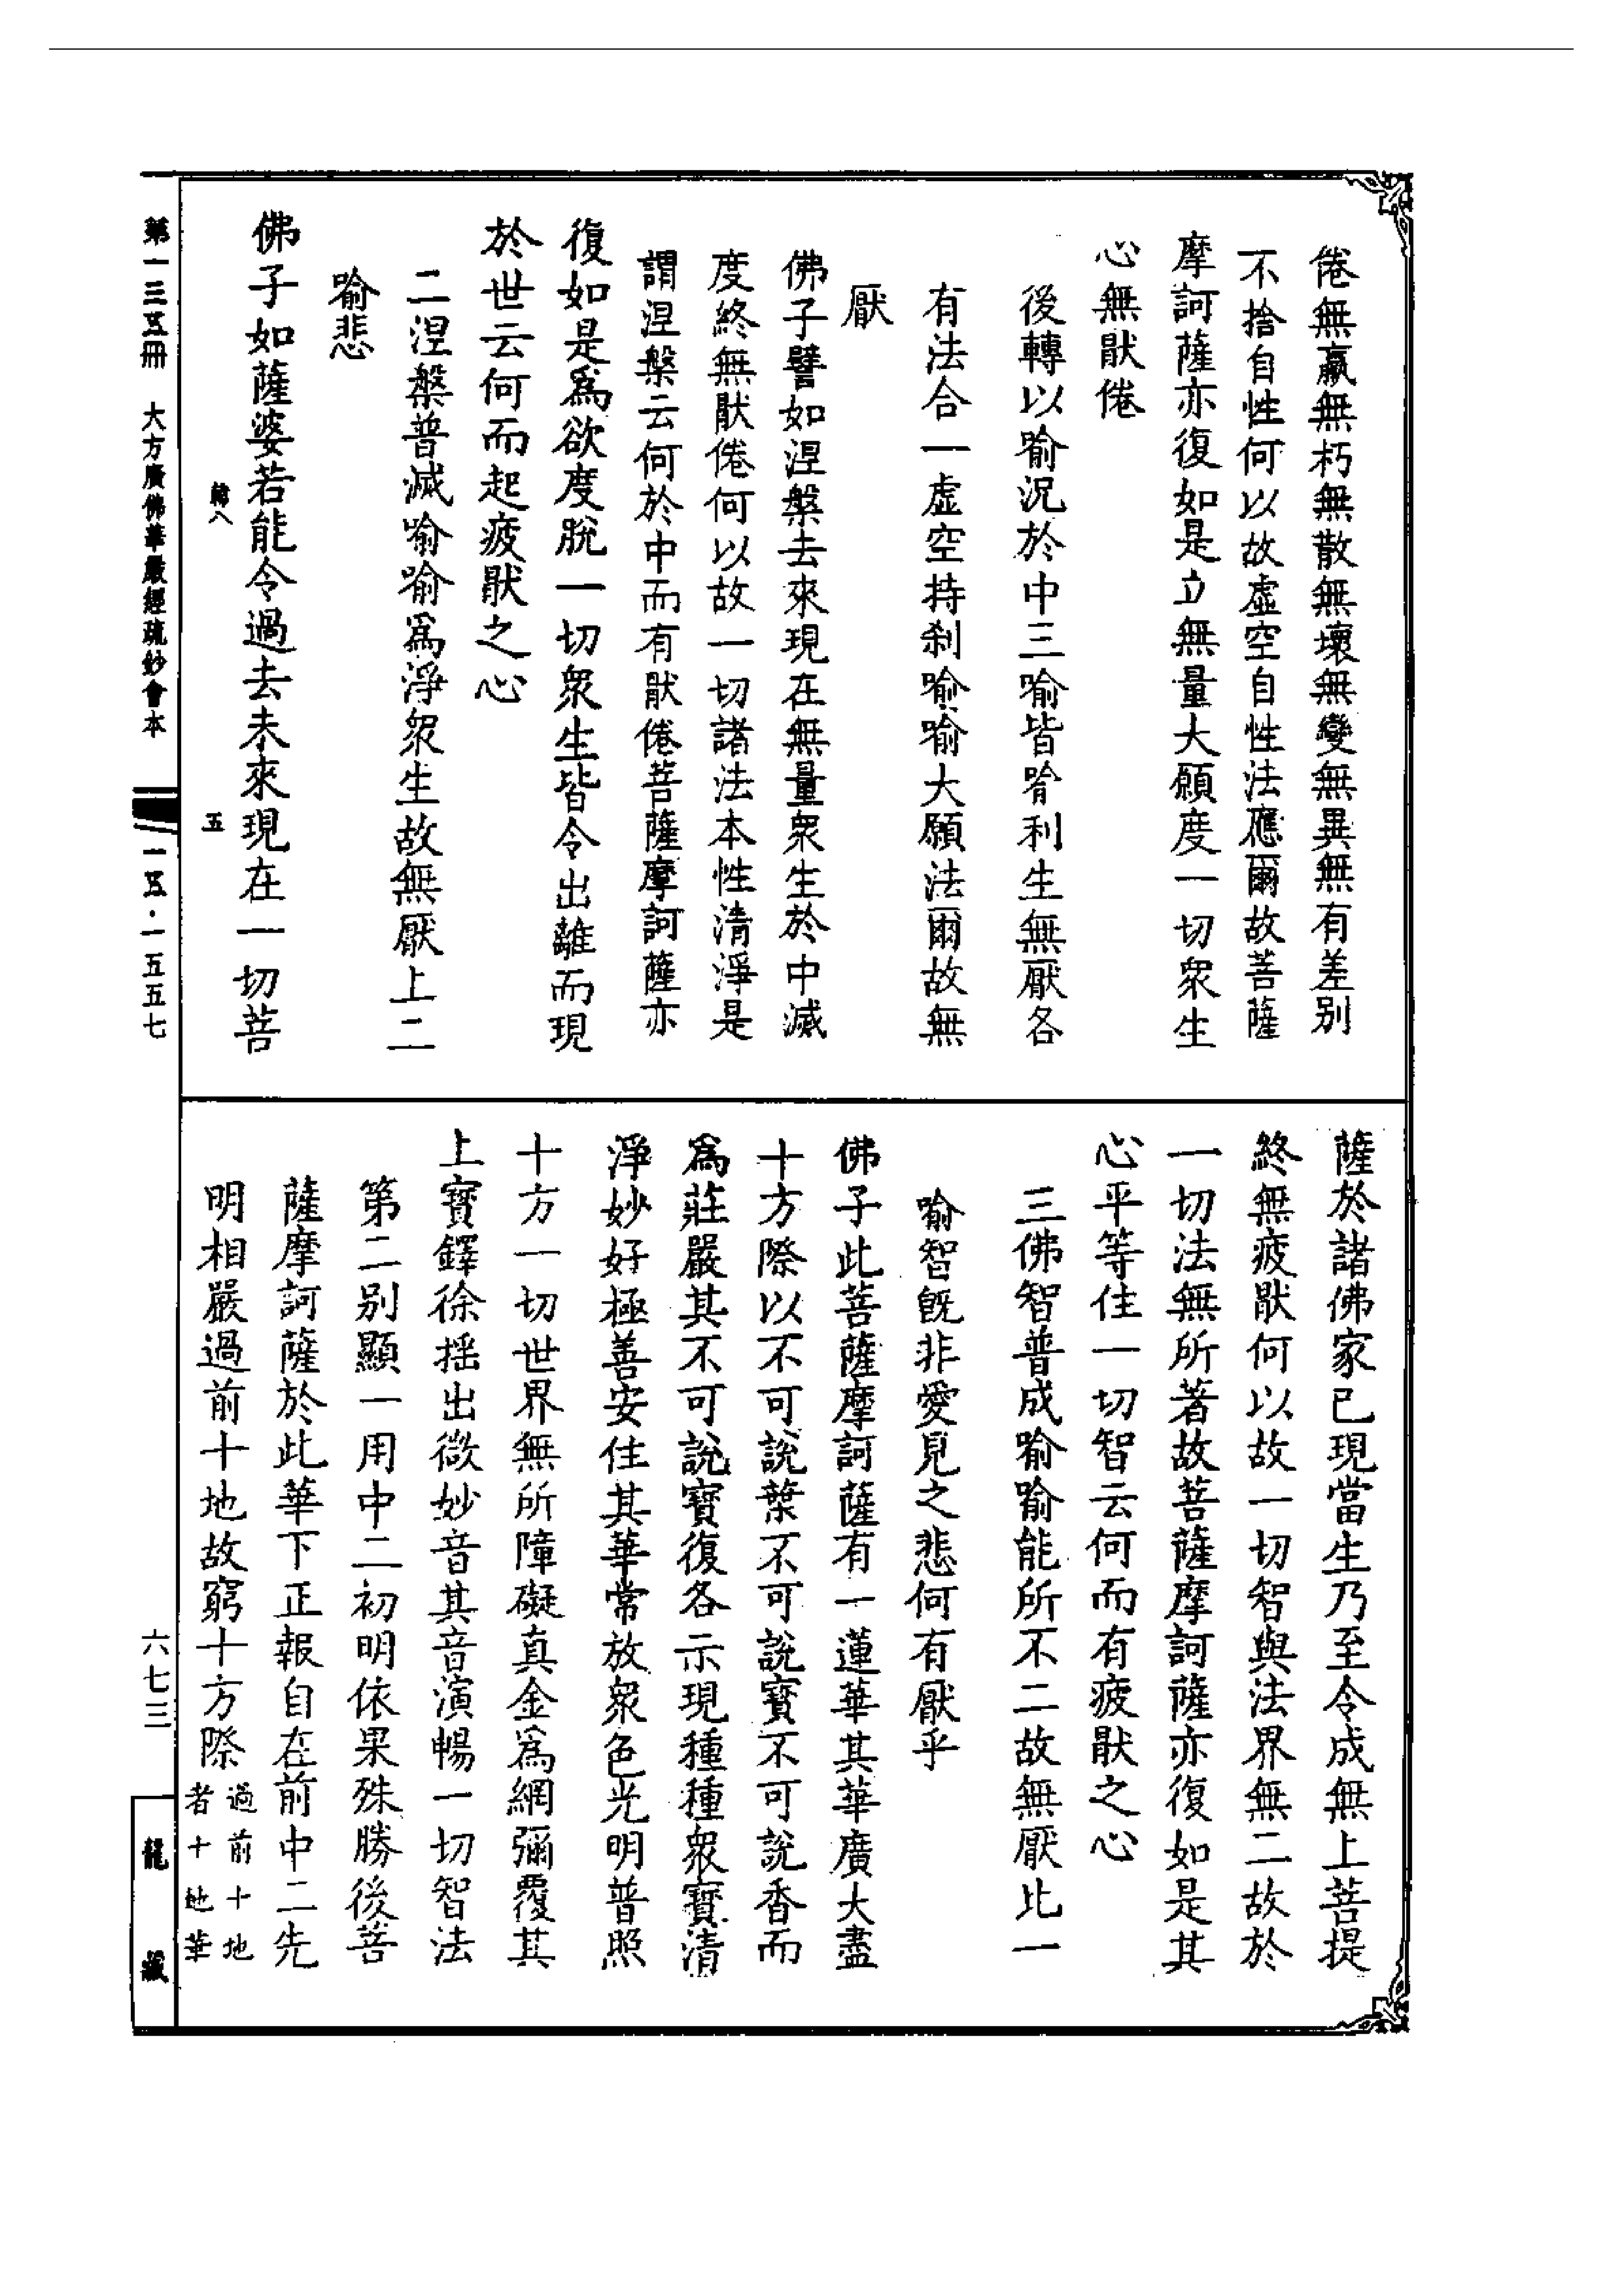 倦無羸無朽無散無壞無變無異無有差別
不捨自性何以故虛空自性法應爾故菩薩
摩訶薩亦復如是立無量大願度一切衆生
心無猒倦
後轉以喻況於中三喻皆喻利生無厭各
有法合一虛空持刹喻喻大願法爾故無
厭
佛子譬如涅槃去來現在無量衆生於中滅
度終無猒倦何以故一切諸法本性清淨是
謂涅槃云何於中而有猒倦菩薩摩訶薩亦
復如是爲欲度脫一切衆生皆令出離而現
於世云何而起疲猒之心
二涅槃普滅喻喻爲淨衆生故無厭上二
喻悲
佛子如薩婆若能令過去未來現在一切菩
韓八
五
薩於諸佛家已現當生乃至令成無上菩提
終無疲猒何以故一切智與法界無二故於
一切法無所著故菩薩摩訶薩亦復如是其
心平等住一切智云何而有疲猒之心
三佛智普成喻喻能所不二故無厭比一
喻智旣非愛見之悲何有厭乎
佛子此菩薩摩訶薩有一蓮華其華廣大盡
十方際以不可說葉不可說寶不可說香而
爲莊嚴其不可說寶復各示現種種衆寶清
淨妙好極善安住其華常放衆色光明普照
十方一切世界無所障礙真金爲網彌覆其
上寶鐸徐搖出微妙音其音演暢一切智法
第二別顯一用中二初明依果殊勝後菩
薩摩訶薩於此華下正報自在前中二先
明相嚴過前十地故窮十方際
過前十地
者十地華
第一三五冊 大方廣佛華嚴經疏鈔會本
一五·一五五七
六七三
龍藏